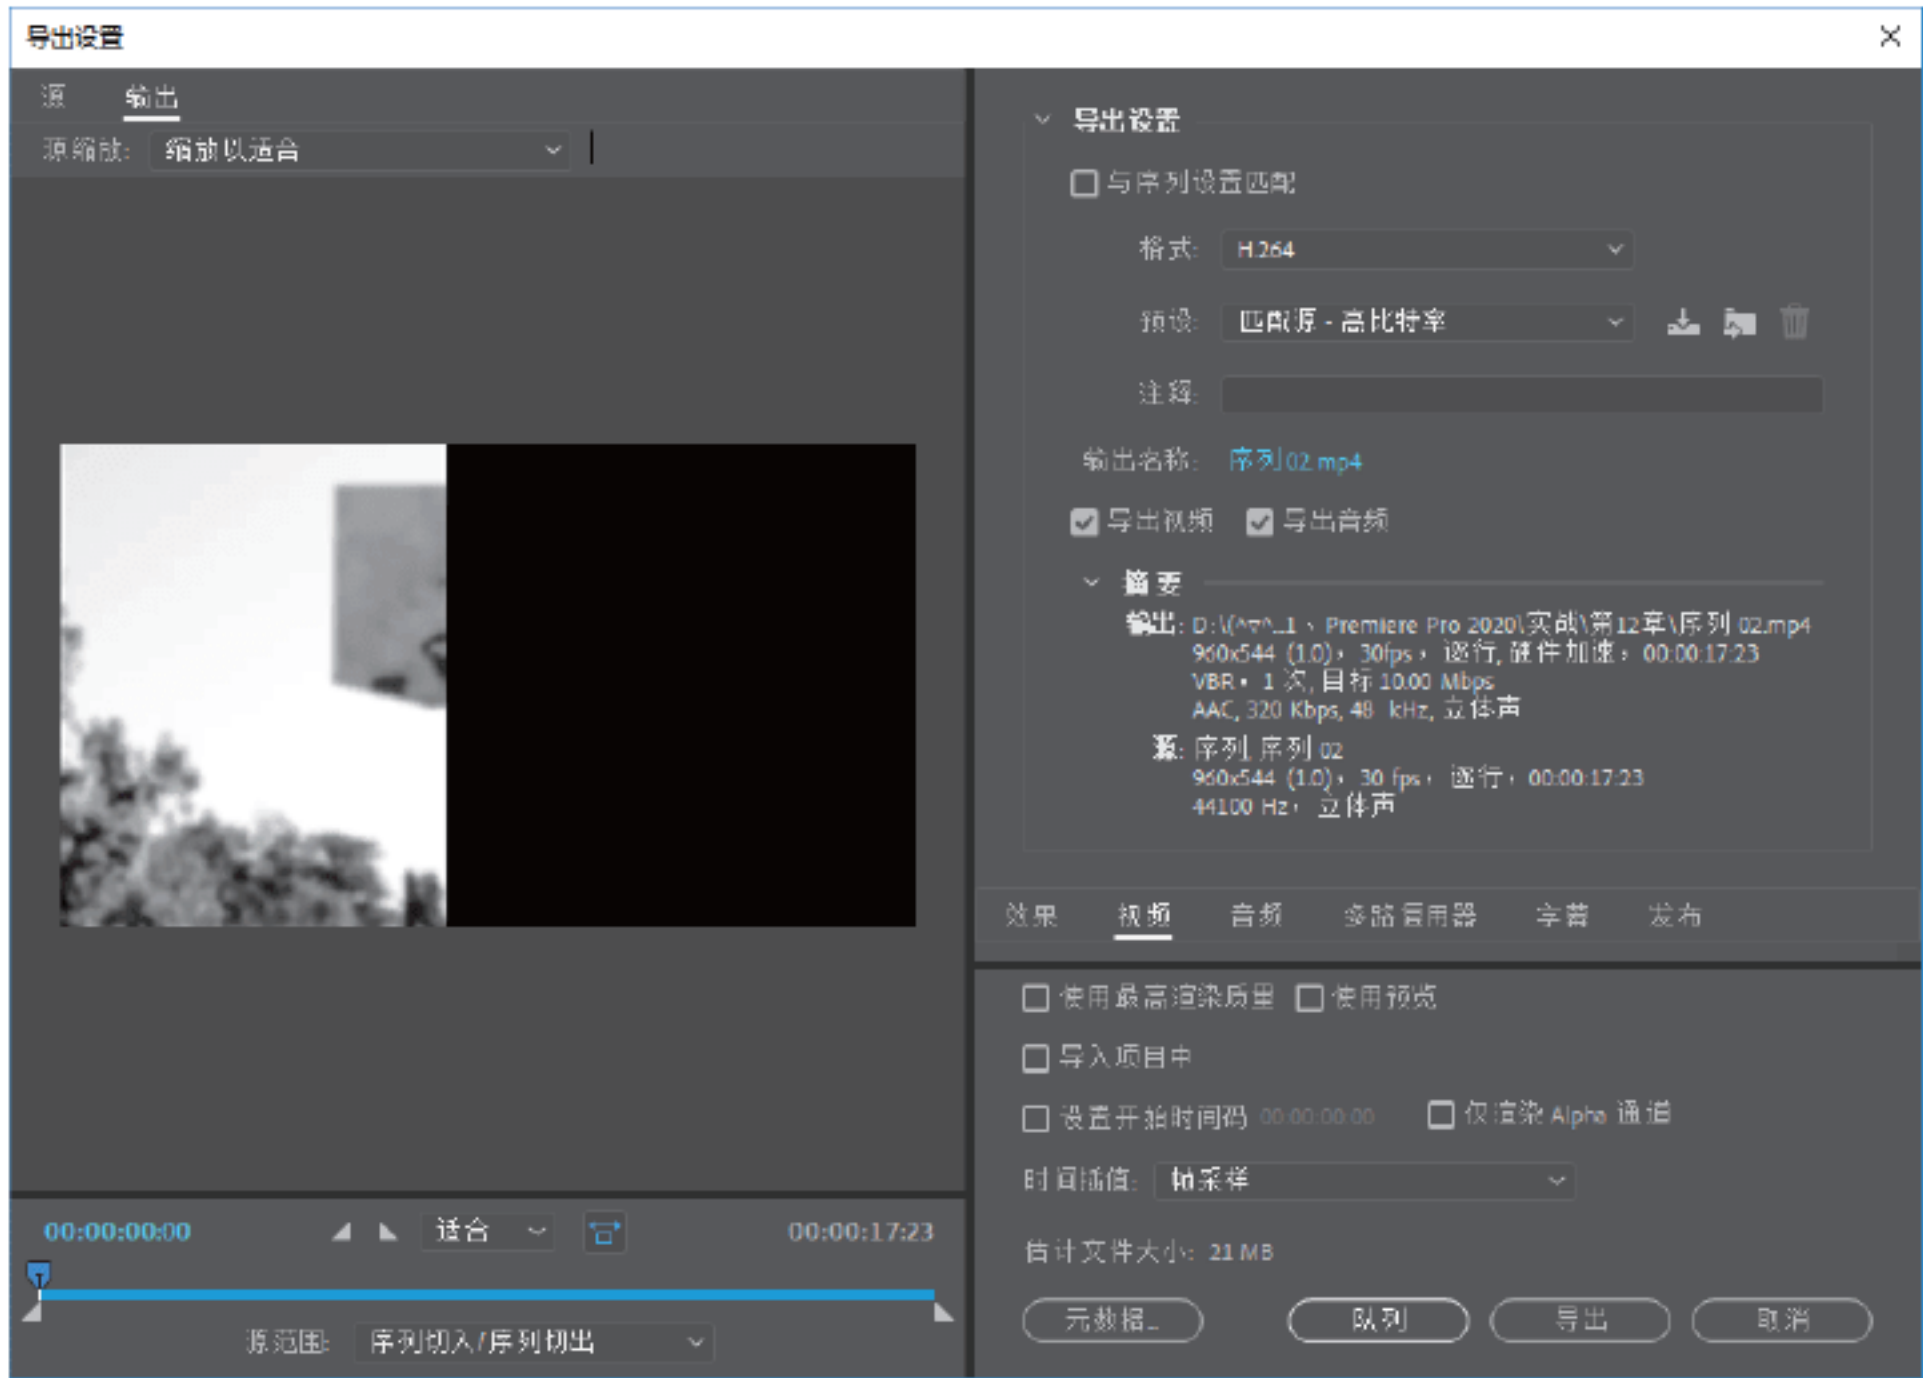 导出设置
源 输出
源缩放: 缩放以适合
00:00:00:00 适合 00:00:17:23
源范围: 序列切入/序列切出
导出设置
与序列设置匹配
格式: H.264
预设: 匹配源 - 高比特率
注释:
输出名称: 序列 02.mp4
导出视频 导出音频
摘要
输出: Premiere Pro 2020\实战\第12章\序列 02.mp4
960x544 (1.0), 30fps, 逐行, 硬件加速, 00:00:17:23
VBR, 1 次, 目标 10.00 Mbps
AAC, 320 Kbps, 48 kHz, 立体声
源: 序列, 序列 02
960x544 (1.0), 30 fps, 逐行, 00:00:17:23
44100 Hz, 立体声
效果 视频 音频 多路复用器 字幕 发布
使用最高渲染质量 使用预览
导入项目中
设置开始时间码 00:00:00:00 仅渲染 Alpha 通道
时间插值: 帧采样
估计文件大小: 21 MB
元数据... 队列 导出 取消